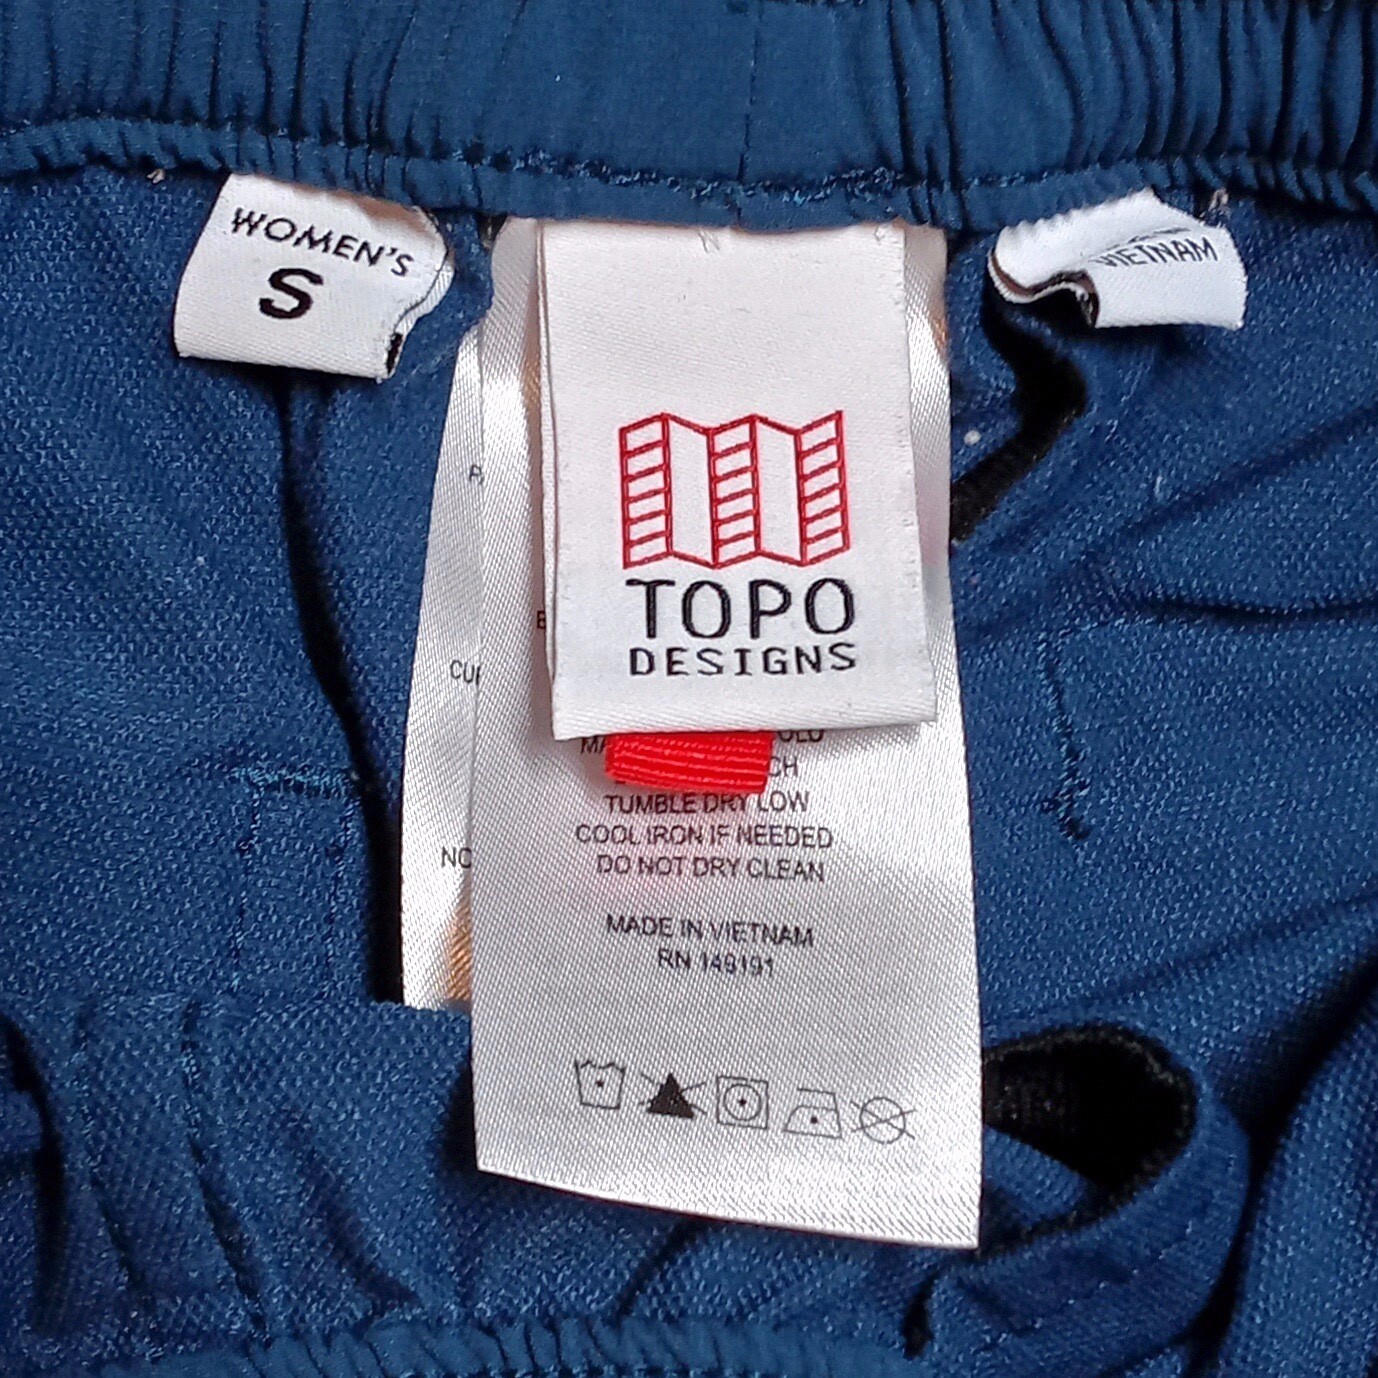 WOMEN'S
S
VIETNAM
TOPO
DESIGNS
TUMBLE DRY LOW
COOL IRON IF NEEDED
DO NOT DRY CLEAN
MADE IN VIETNAM
RN 149191